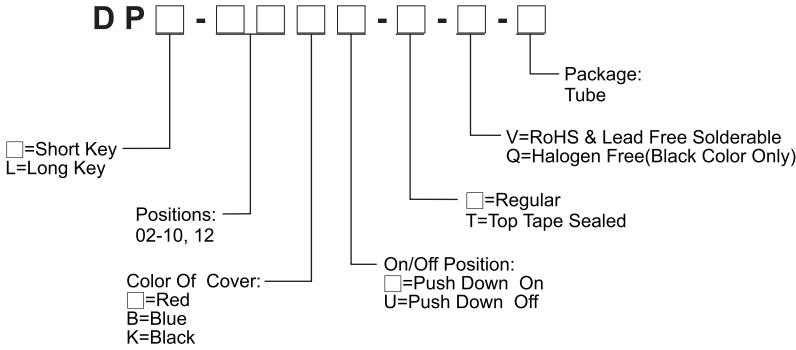 DP□-□□□□-□-□-□
Package:
Tube
V=RoHS & Lead Free Solderable
Q=Halogen Free(Black Color Only)
□=Short Key
L=Long Key
□=Regular
T=Top Tape Sealed
Positions:
02-10, 12
On/Off Position:
□=Push Down On
U=Push Down Off
Color Of Cover:
□=Red
B=Blue
K=Black